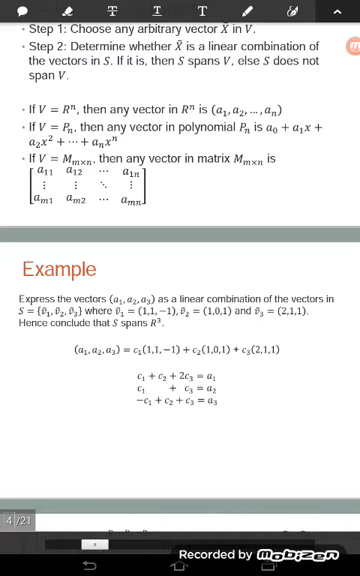 • Step 1: Choose any arbitrary vector x̄ in V.
• Step 2: Determine whether x̄ is a linear combination of
the vectors in S. If it is, then S spans V, else S does not
span V.
• If V = Rⁿ, then any vector in Rⁿ is (a₁, a₂, ..., aₙ)
• If V = Pₙ, then any vector in polynomial Pₙ is a₀ + a₁x +
a₂x² + ⋯ + aₙxⁿ
• If V = Mₘₓₙ, then any vector in matrix Mₘₓₙ is
[a₁₁ a₁₂ ⋯ a₁ₙ
⋮ ⋮ ⋱ ⋮
aₘ₁ aₘ₂ ⋯ aₘₙ]
Example
Express the vectors (a₁, a₂, a₃) as a linear combination of the vectors in
S = {v̄₁, v̄₂, v̄₃} where v̄₁ = (1,1,−1), v̄₂ = (1,0,1) and v̄₃ = (2,1,1).
Hence conclude that S spans R³.
(a₁, a₂, a₃) = c₁(1,1,−1) + c₂(1,0,1) + c₃(2,1,1)
c₁ + c₂ + 2c₃ = a₁
c₁ + c₃ = a₂
−c₁ + c₂ + c₃ = a₃
4 /21
Recorded by Mobizen